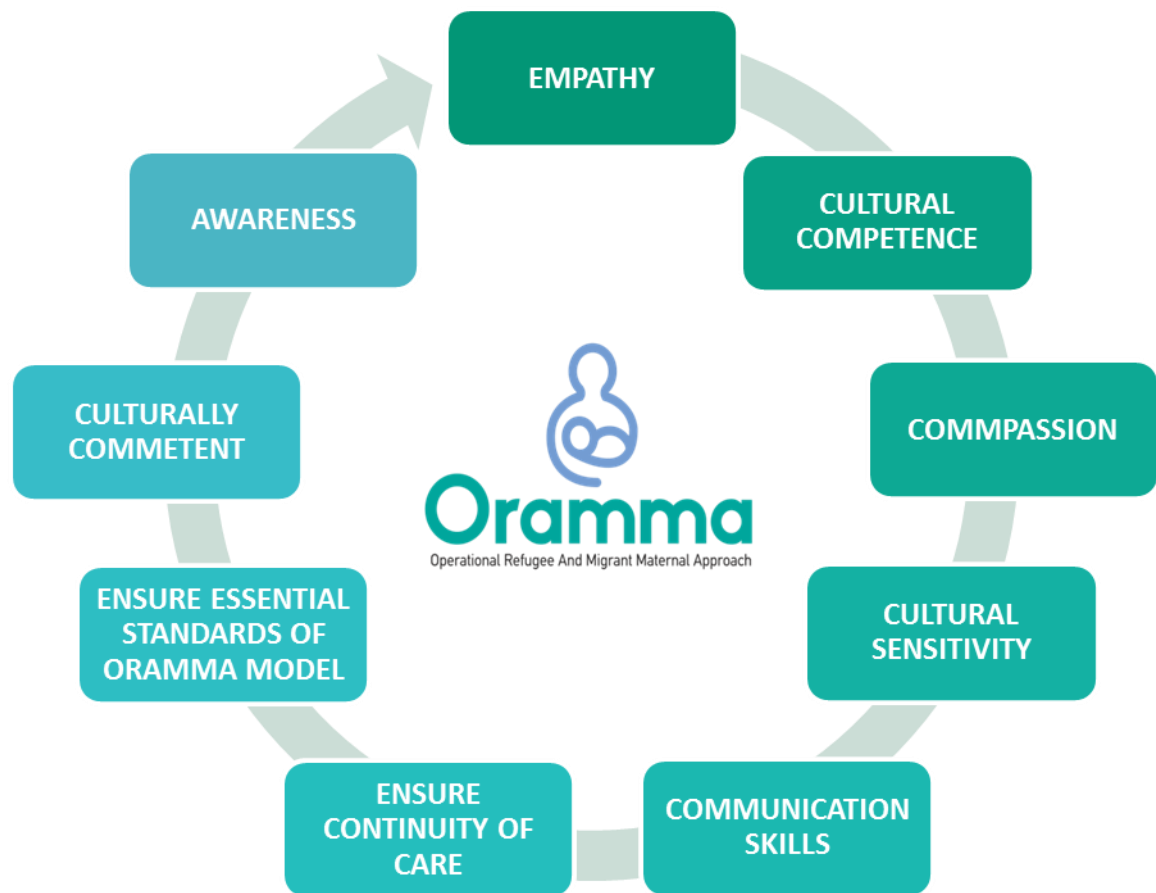 EMPATHY
CULTURAL
COMPETENCE
COMMPASSION
CULTURAL
SENSITIVITY
COMMUNICATION
SKILLS
ENSURE
CONTINUITY OF
CARE
ENSURE ESSENTIAL
STANDARDS OF
ORAMMA MODEL
CULTURALLY
COMMETENT
AWARENESS
Oramma
Operational Refugee And Migrant Maternal Approach